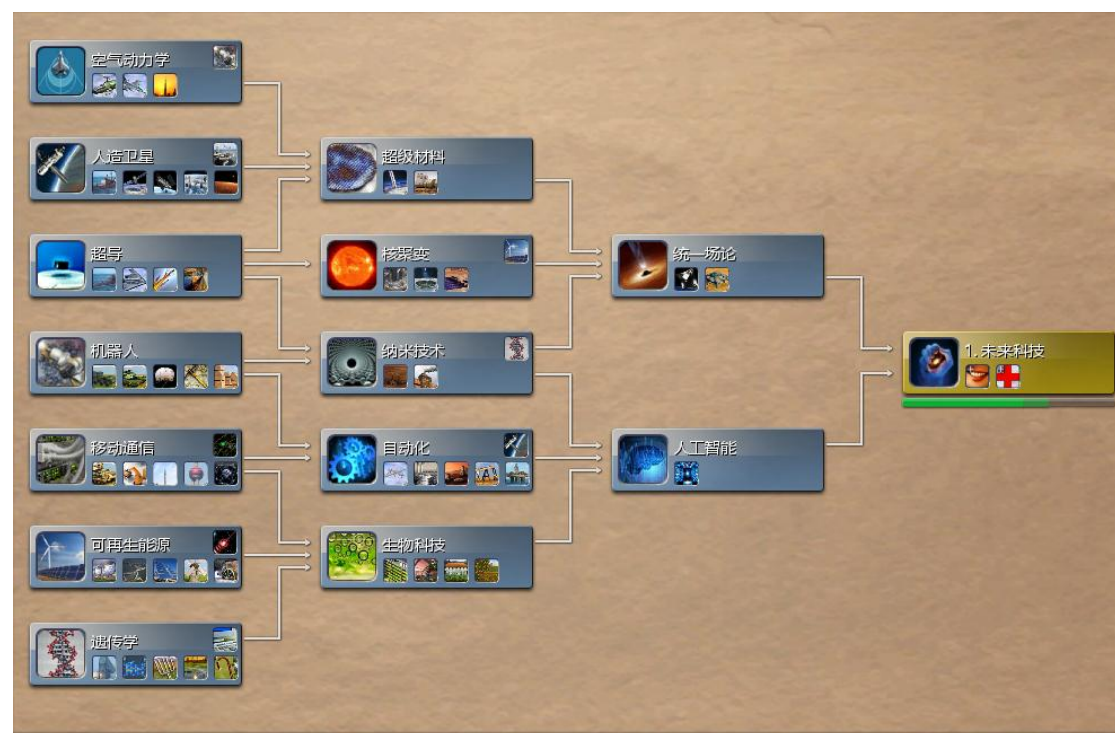 空气动力学
人造卫星
超导
机器人
移动通信
可再生能源
遗传学
超级材料
核聚变
纳米技术
自动化
生物科技
统一场论
人工智能
1. 未来科技